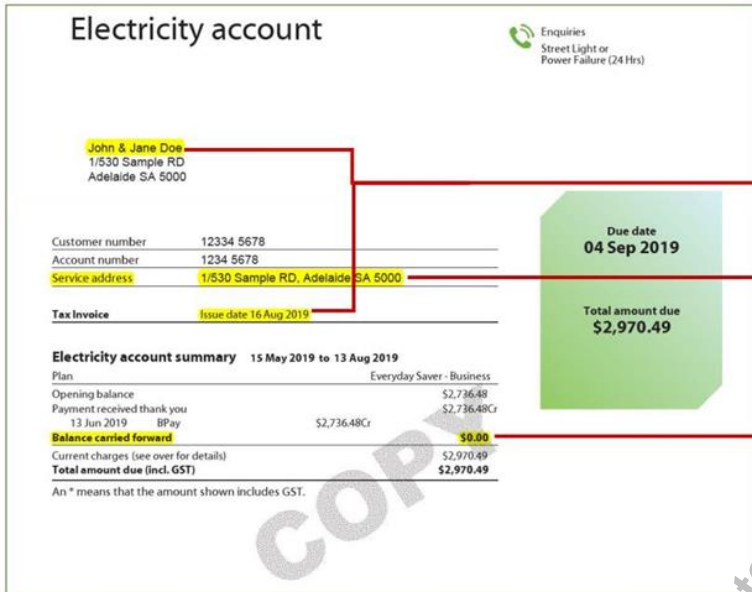 Electricity account
Enquiries
Street Light or
Power Failure (24 Hrs)
John & Jane Doe
1/530 Sample RD
Adelaide SA 5000
Customer number 12334 5678
Account number 1234 5678
Service address 1/530 Sample RD, Adelaide SA 5000
Tax Invoice Issue date 16 Aug 2019
Due date
04 Sep 2019
Total amount due
$2,970.49
Electricity account summary 15 May 2019 to 13 Aug 2019
Plan Everyday Saver - Business
Opening balance $2,736.48
Payment received thank you $2,736.48Cr
13 Jun 2019 BPay $2,736.48Cr
Balance carried forward $0.00
Current charges (see over for details) $2,970.49
Total amount due (incl. GST) $2,970.49
An * means that the amount shown includes GST.
COPY